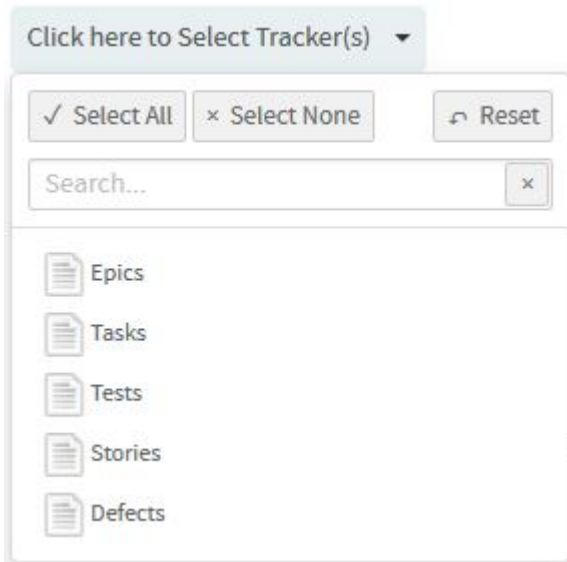 Click here to Select Tracker(s)
✓ Select All × Select None Reset
Search... ×
Epics
Tasks
Tests
Stories
Defects